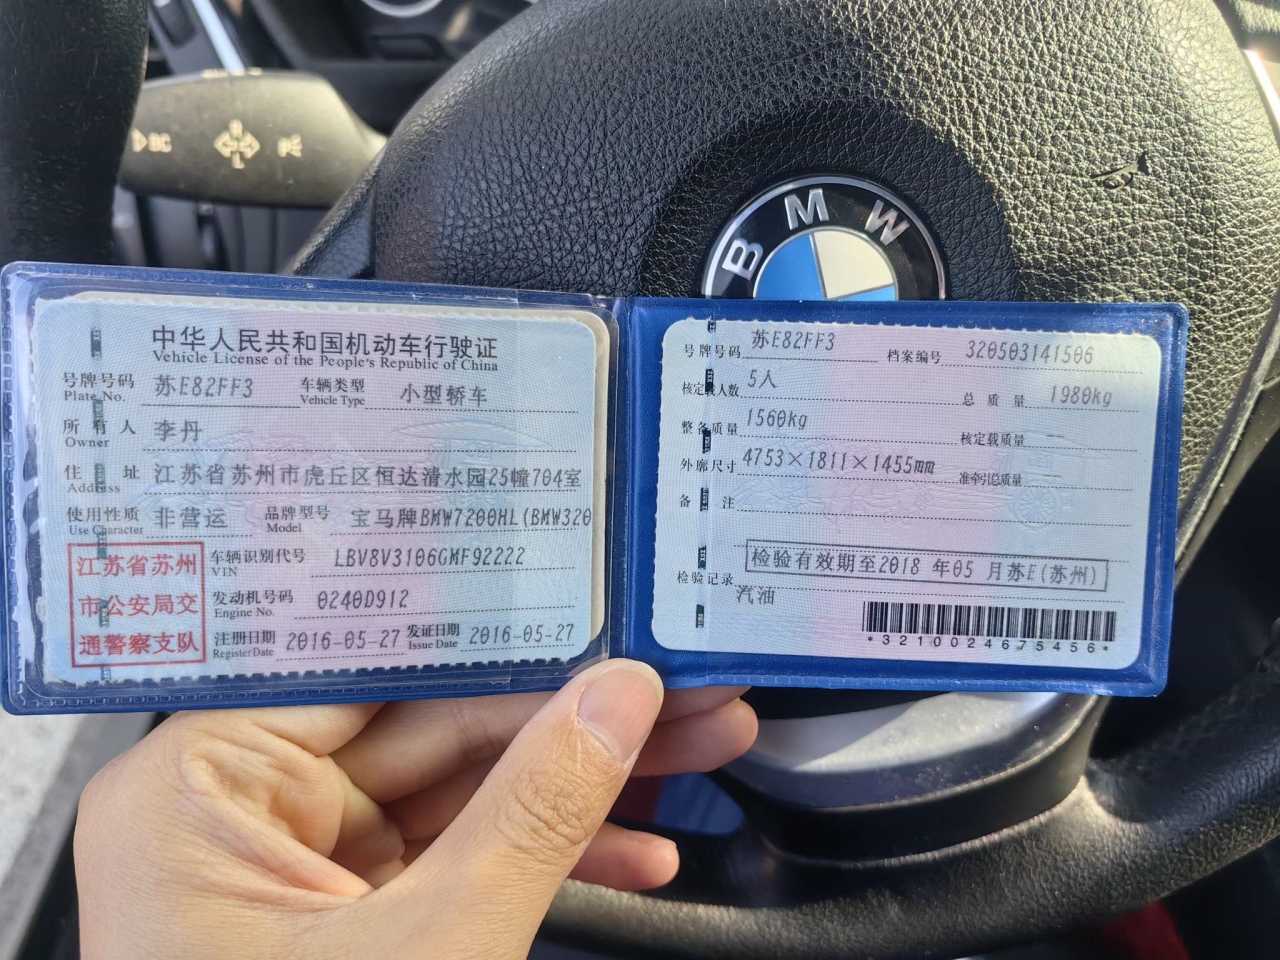 BC
BMW
中华人民共和国机动车行驶证
Vehicle License of the People's Republic of China
号牌号码 苏E82FF3 车辆类型 小型轿车
Plate No. Vehicle Type
所有人 李丹
Owner
住址 江苏省苏州市虎丘区恒达清水园25幢704室
Address
使用性质 非营运 品牌型号 宝马牌BMW7200HL(BMW320
Use Character Model
江苏省苏州
市公安局交
通警察支队
车辆识别代号 LBV8V3106GMF92222
VIN
发动机号码 0240D912
Engine No.
注册日期 2016-05-27 发证日期 2016-05-27
Register Date Issue Date
号牌号码 苏E82FF3 档案编号 320503141506
核定载人数 5人 总质量 1980kg
整备质量 1560kg 核定载质量
外廓尺寸 4753×1811×1455mm 准牵引总质量
备注
检验有效期至2018 年05 月苏E(苏州)
检验记录
汽油
*3210024675456*